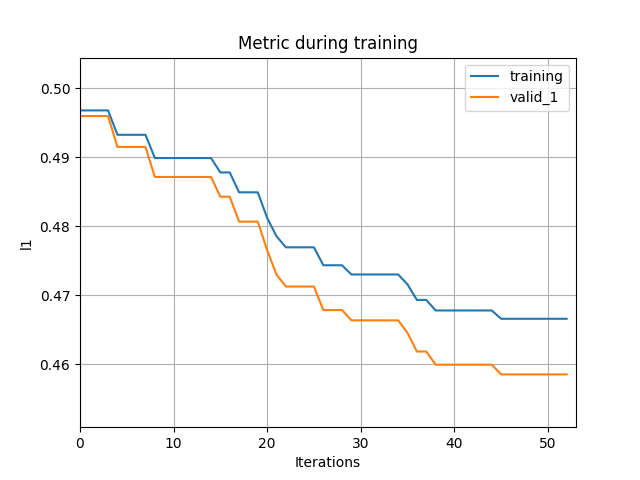 Metric during training
training
valid_1
0.50
0.49
0.48
0.47
0.46
l1
0 10 20 30 40 50
Iterations